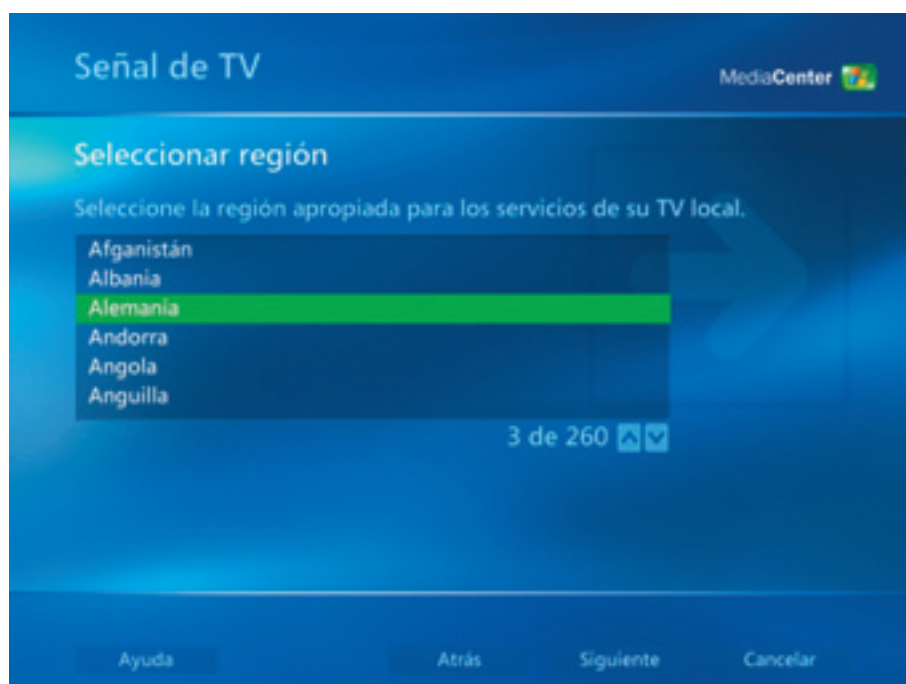 Señal de TV
MediaCenter
Seleccionar región
Seleccione la región apropiada para los servicios de su TV local.
Afganistán
Albania
Alemania
Andorra
Angola
Anguilla
3 de 260
Ayuda Atrás Siguiente Cancelar